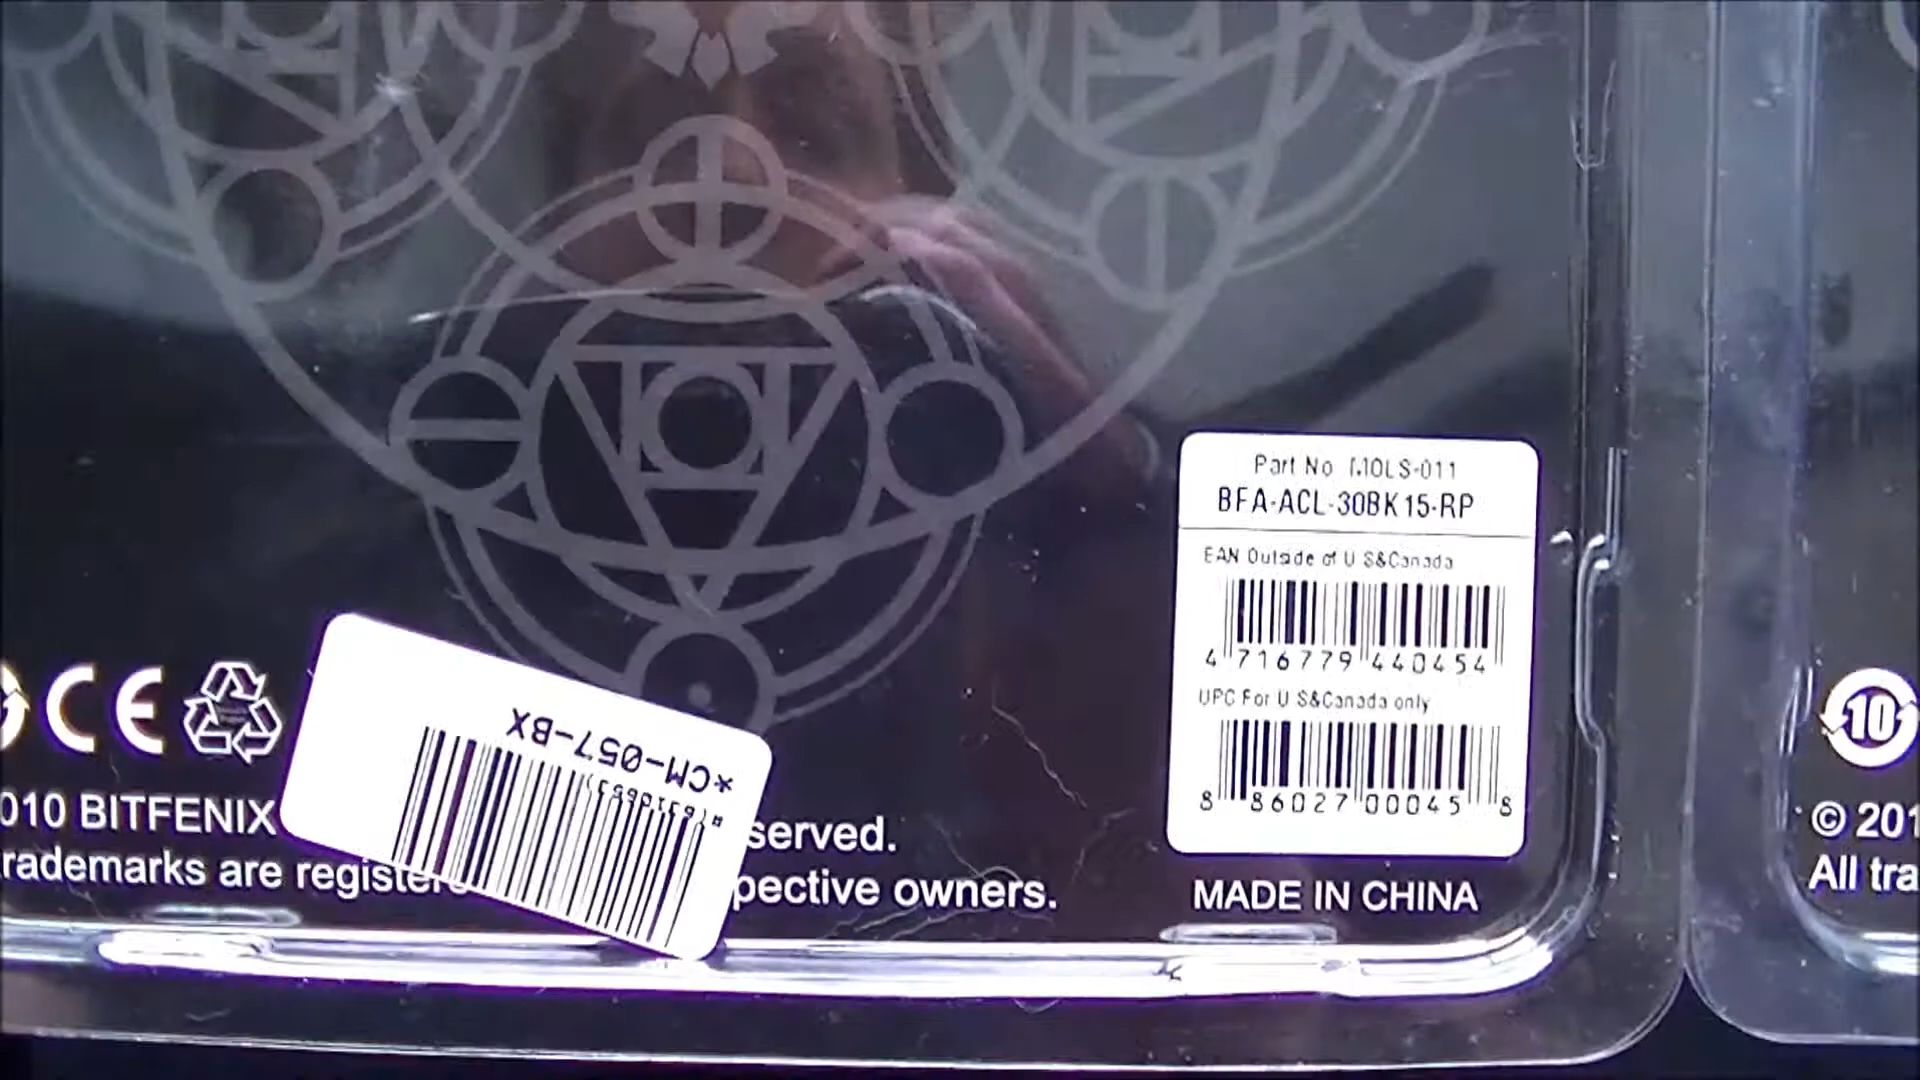 Part No MOLS-011
BFA-ACL-30BK15-RP
EAN Outside of U S&Canada
4 716779 440454
UPC For U S&Canada only
8 86027 00045 8
MADE IN CHINA
CE
*CM-057-BX
010 BITFENIX served.
rademarks are register pective owners.
10
© 201
All tra